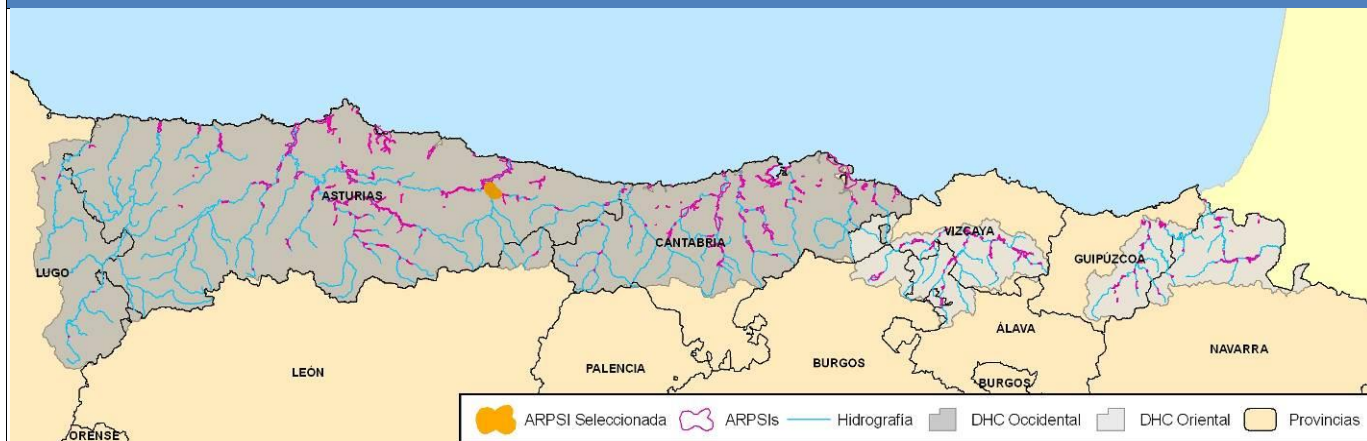 ASTURIAS
CANTABRIA
VIZCAYA
GUIPÚZCOA
LUGO
ÁLAVA
NAVARRA
LEÓN
PALENCIA
BURGOS
BURGOS
ORENSE
ARPSI Seleccionada ARPSIs Hidrografía DHC Occidental DHC Oriental Provincias